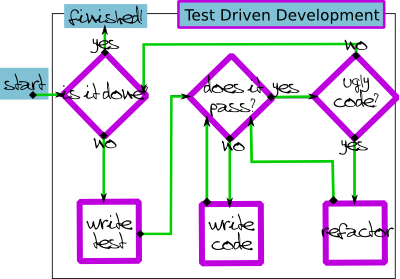 finished!
Test Driven Development
yes
no
start
is it done?
does it
pass?
yes
ugly
code?
no
no
yes
write
test
write
code
refactor